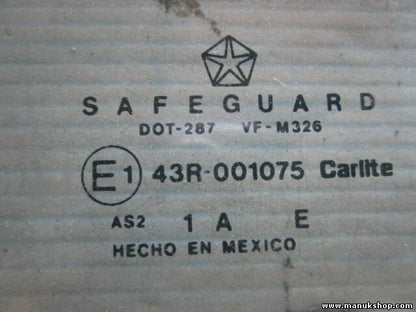 SAFEGUARD
DOT-287 VF-M326
E1 43R-001075 Carlite
AS2 1 A E
HECHO EN MEXICO
www.manukshop.com